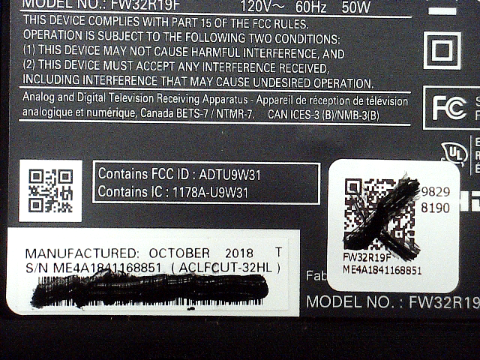 MODEL NO.: FW32R19F 120V~ 60Hz 50W
THIS DEVICE COMPLIES WITH PART 15 OF THE FCC RULES.
OPERATION IS SUBJECT TO THE FOLLOWING TWO CONDITIONS:
(1) THIS DEVICE MAY NOT CAUSE HARMFUL INTERFERENCE, AND
(2) THIS DEVICE MUST ACCEPT ANY INTERFERENCE RECEIVED,
INCLUDING INTERFERENCE THAT MAY CAUSE UNDESIRED OPERATION.
Analog and Digital Television Receiving Apparatus - Appareil de réception de télévision
analogique et numérique, Canada BETS-7 / NTMR-7. CAN ICES-3 (B)/NMB-3(B)
FC
UL
Contains FCC ID : ADTU9W31
Contains IC : 1178A-U9W31
9829
8190
FW32R19F
ME4A1841168851
MANUFACTURED: OCTOBER 2018 T
S/N ME4A1841168851 ( ACLFCUT-32HL )
Fab
MODEL NO. : FW32R19